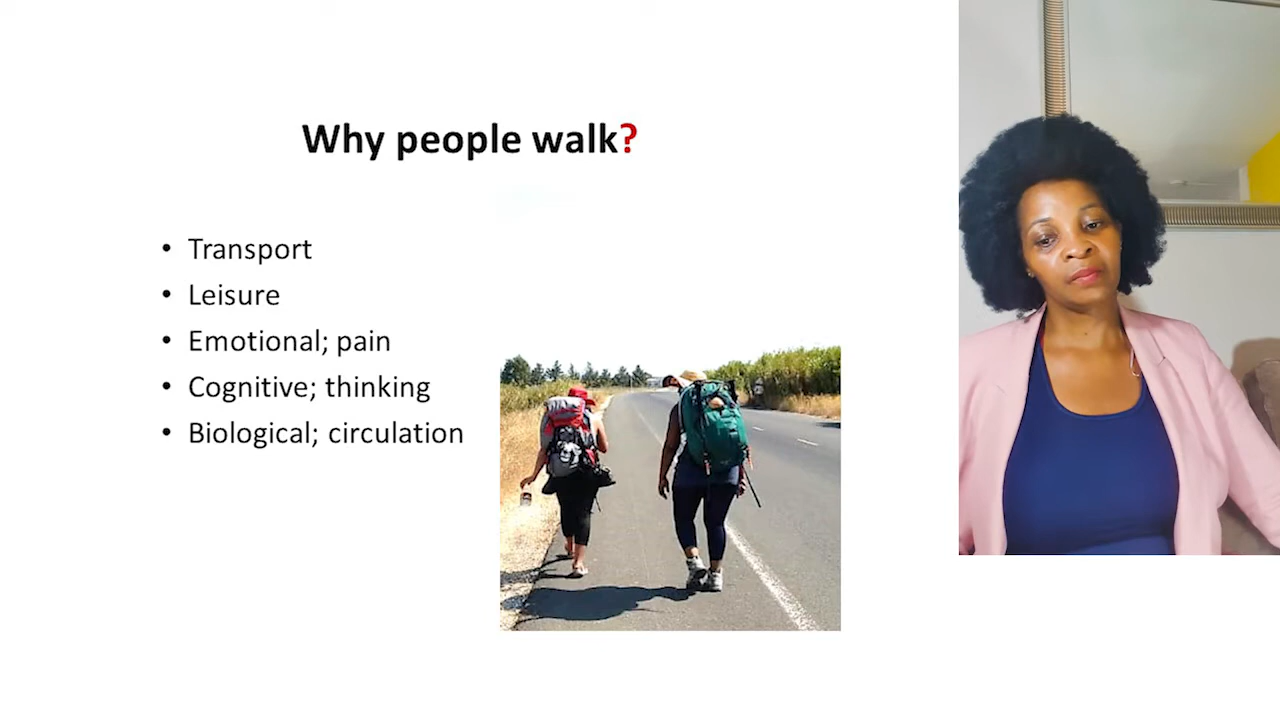 Why people walk?
• Transport
• Leisure
• Emotional; pain
• Cognitive; thinking
• Biological; circulation